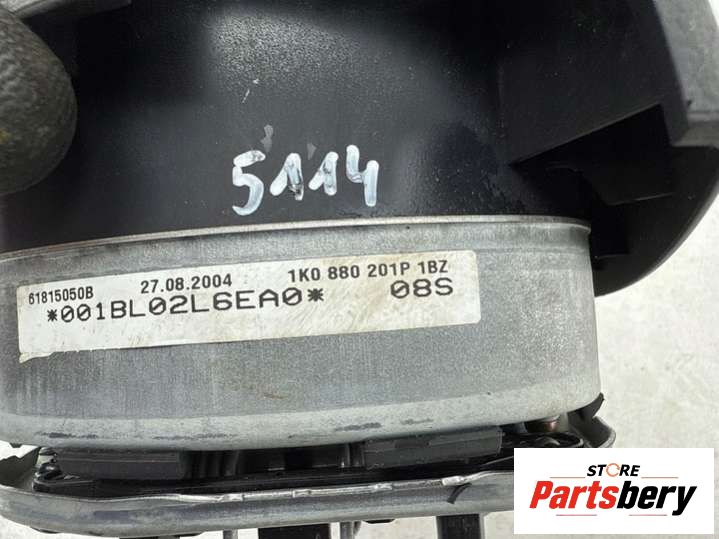 5114
61815050B 27.08.2004 1K0 880 201P 1BZ
*001BL02L6EA0* 08S
STORE
Partsbery